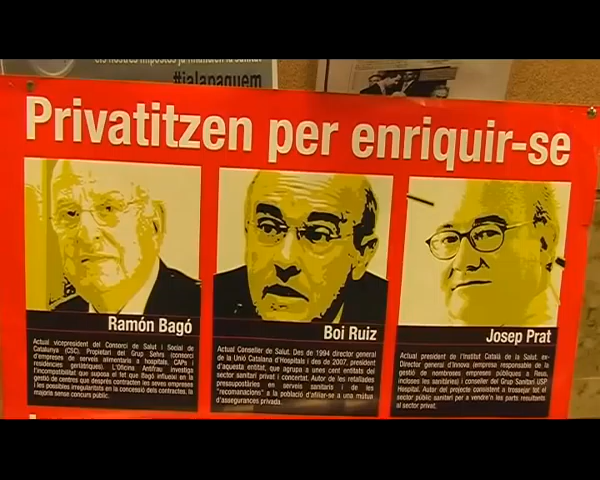 els nostres impostos ja financen la sanitat
#jalapaguem
Privatitzen per enriquir-se
Ramón Bagó
Actual vicepresident del Consorci de Salut i Social de
Catalunya (CSC). Propietari del Grup Sehrs (consorci
d'empreses de serveis alimentaria a hospitals, CAPs i
residències geriàtriques). L'Oficina Antifrau investiga
l'incompatibilitat que suposa el fet que Bagó influeixi en la
gestió de centres que després contracten les seves empreses
i les possibles irregularitats en la concessió dels contractes, la
majoria sense concurs públic.
Boi Ruiz
Actual Conseller de Salut. Des de 1994 director general
de la Unió Catalana d'Hospitals i des de 2007, president
d'aquesta entitat, que agrupa a unes cent entitats del
sector sanitari privat i concertat. Autor de les retallades
pressupostàries en serveis sanitaris i de les
"recomanacions" a la població d'afiliar-se a una mútua
d'assegurances privada.
Josep Prat
Actual president de l'Institut Català de la Salut, ex-
Director general d'Innova (empresa responsable de la
gestió de nombroses empreses públiques a Reus,
incloses les sanitàries) i conseller del Grup Sanitari USP
Hospital. Autor del projecte consistent a trossejar tot el
sector públic sanitari per a vendre'n les parts resultants
al sector privat.